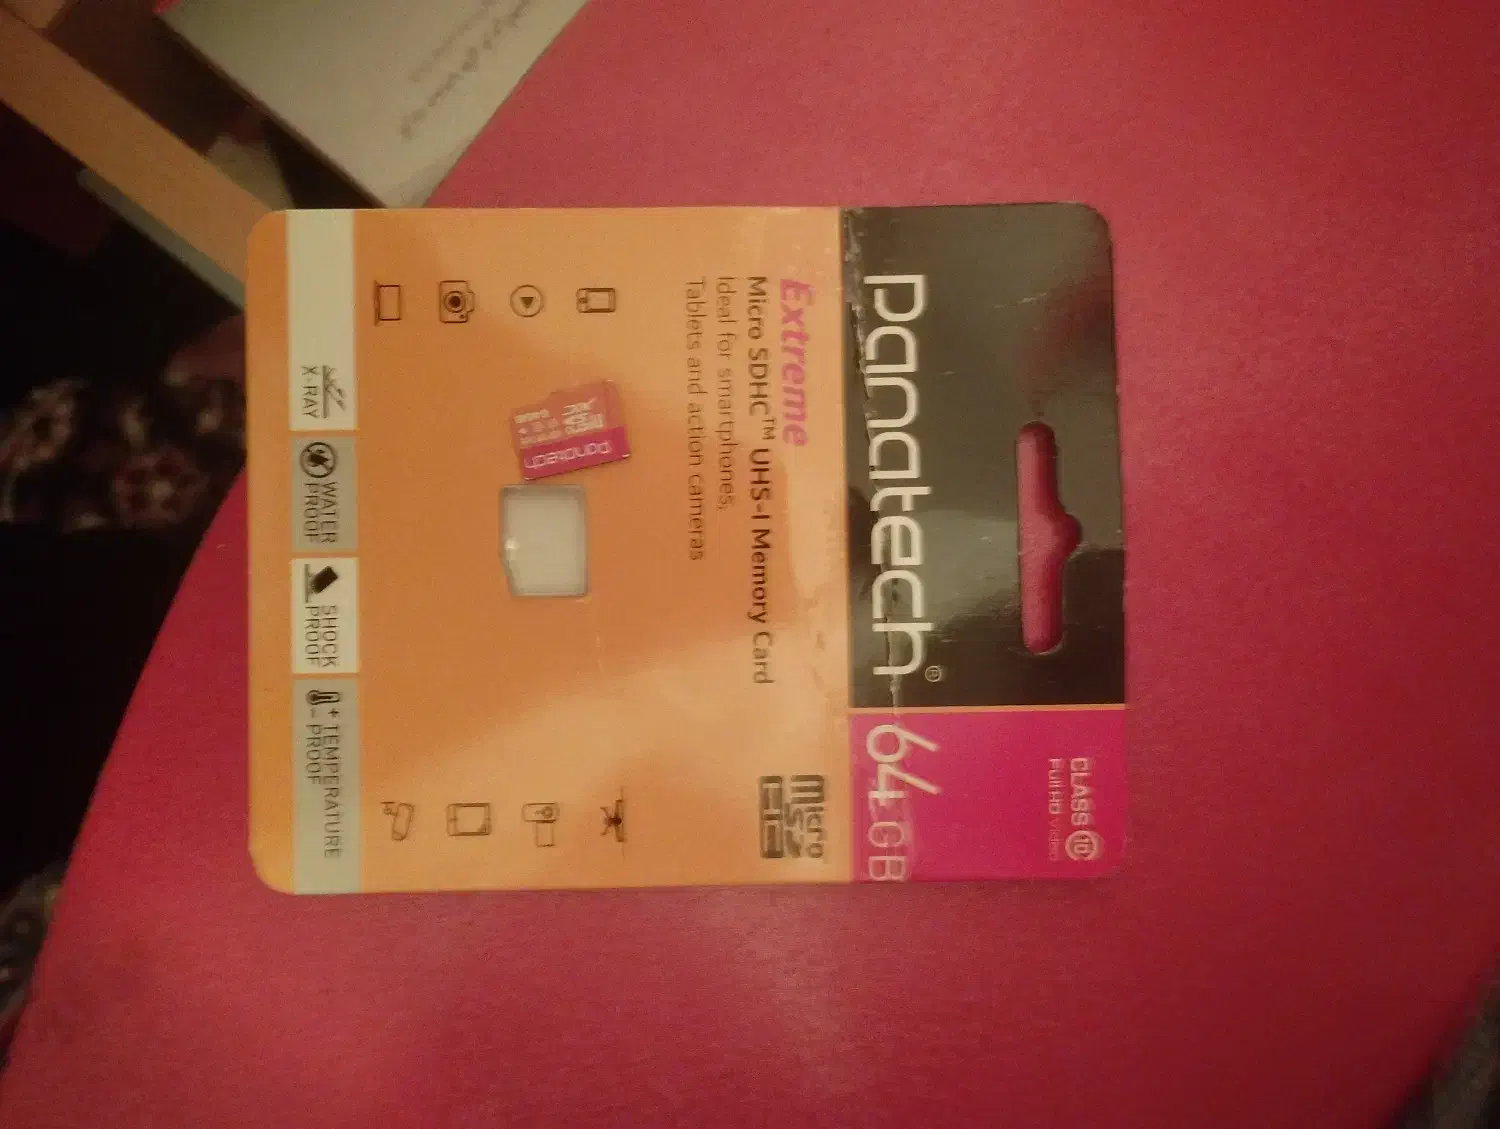 panatech® 64GB
CLASS 10
Full HD video
Extreme
Micro SDHC™ UHS-I Memory Card
Ideal for smartphones,
Tablets and action cameras
Micro
SD
HC
panatech
X-RAY
WATER
PROOF
SHOCK
PROOF
TEMPERATURE
PROOF